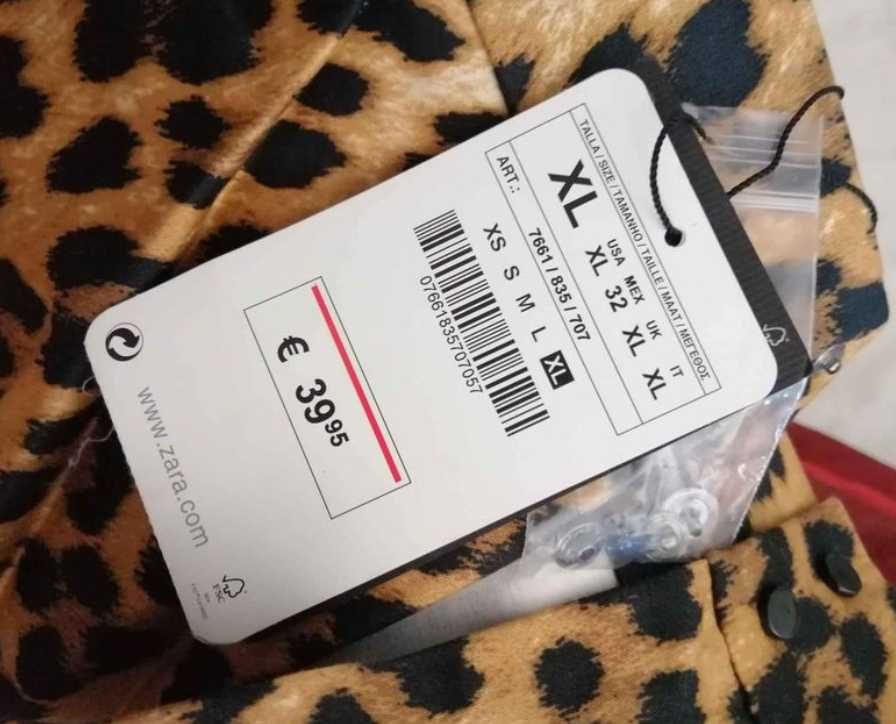 TALLA / SIZE / TAMANHO / TAILLE / MAAT / ΜΕΓΕΘΟΣ
USA MEX UK IT
XL XL 32 XL XL
ART.: 7661 / 835 / 707
XS S M L XL
07661835707057
€ 39 95
www.zara.com
FSC